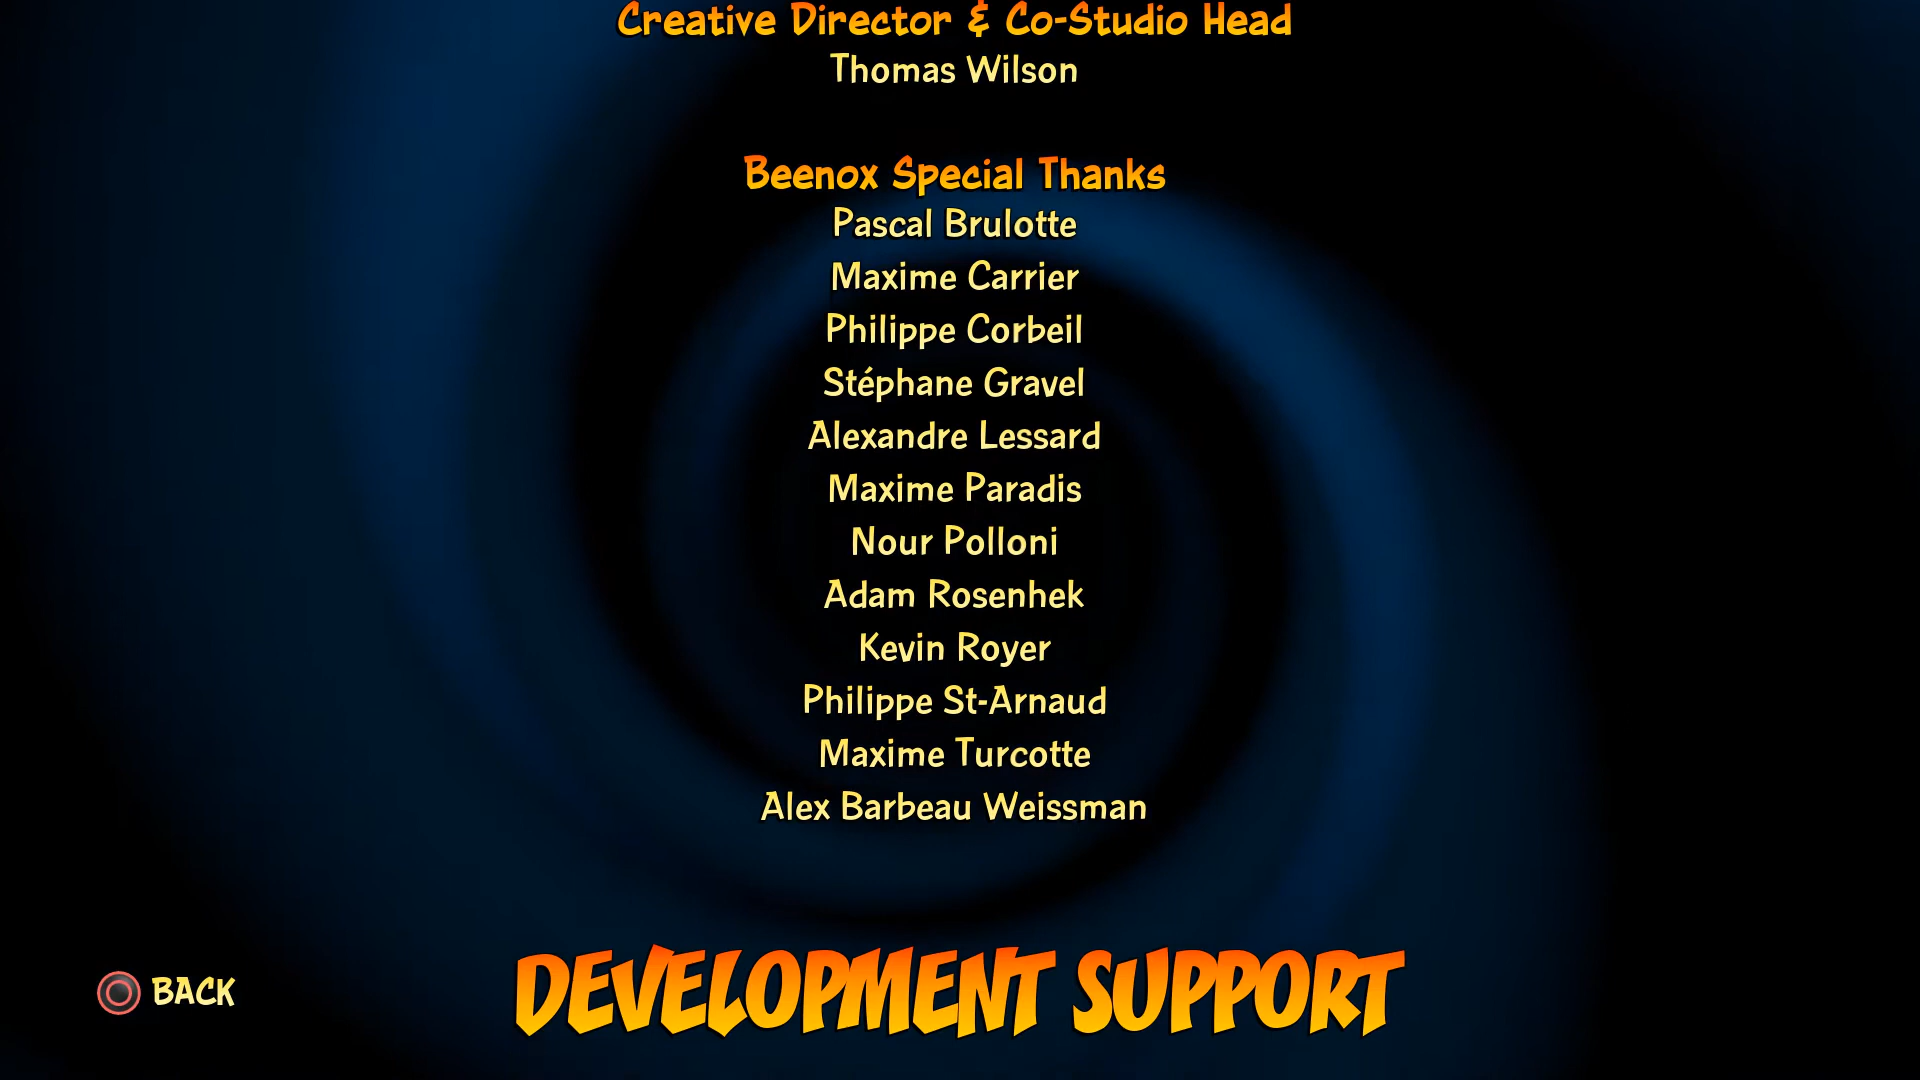 Creative Director & Co-Studio Head
Thomas Wilson
Beenox Special Thanks
Pascal Brulotte
Maxime Carrier
Philippe Corbeil
Stéphane Gravel
Alexandre Lessard
Maxime Paradis
Nour Polloni
Adam Rosenhek
Kevin Royer
Philippe St-Arnaud
Maxime Turcotte
Alex Barbeau Weissman
DEVELOPMENT SUPPORT
BACK